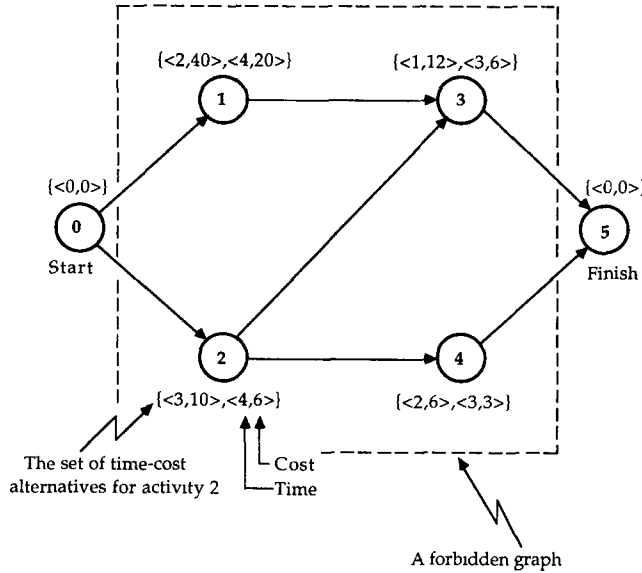 {<2,40>,<4,20>}
{<1,12>,<3,6>}
1
3
{<0,0>}
{<0,0>}
0
5
Start
Finish
2
4
{<3,10>,<4,6>}
{<2,6>,<3,3>}
The set of time-cost
alternatives for activity 2
Cost
Time
A forbidden graph